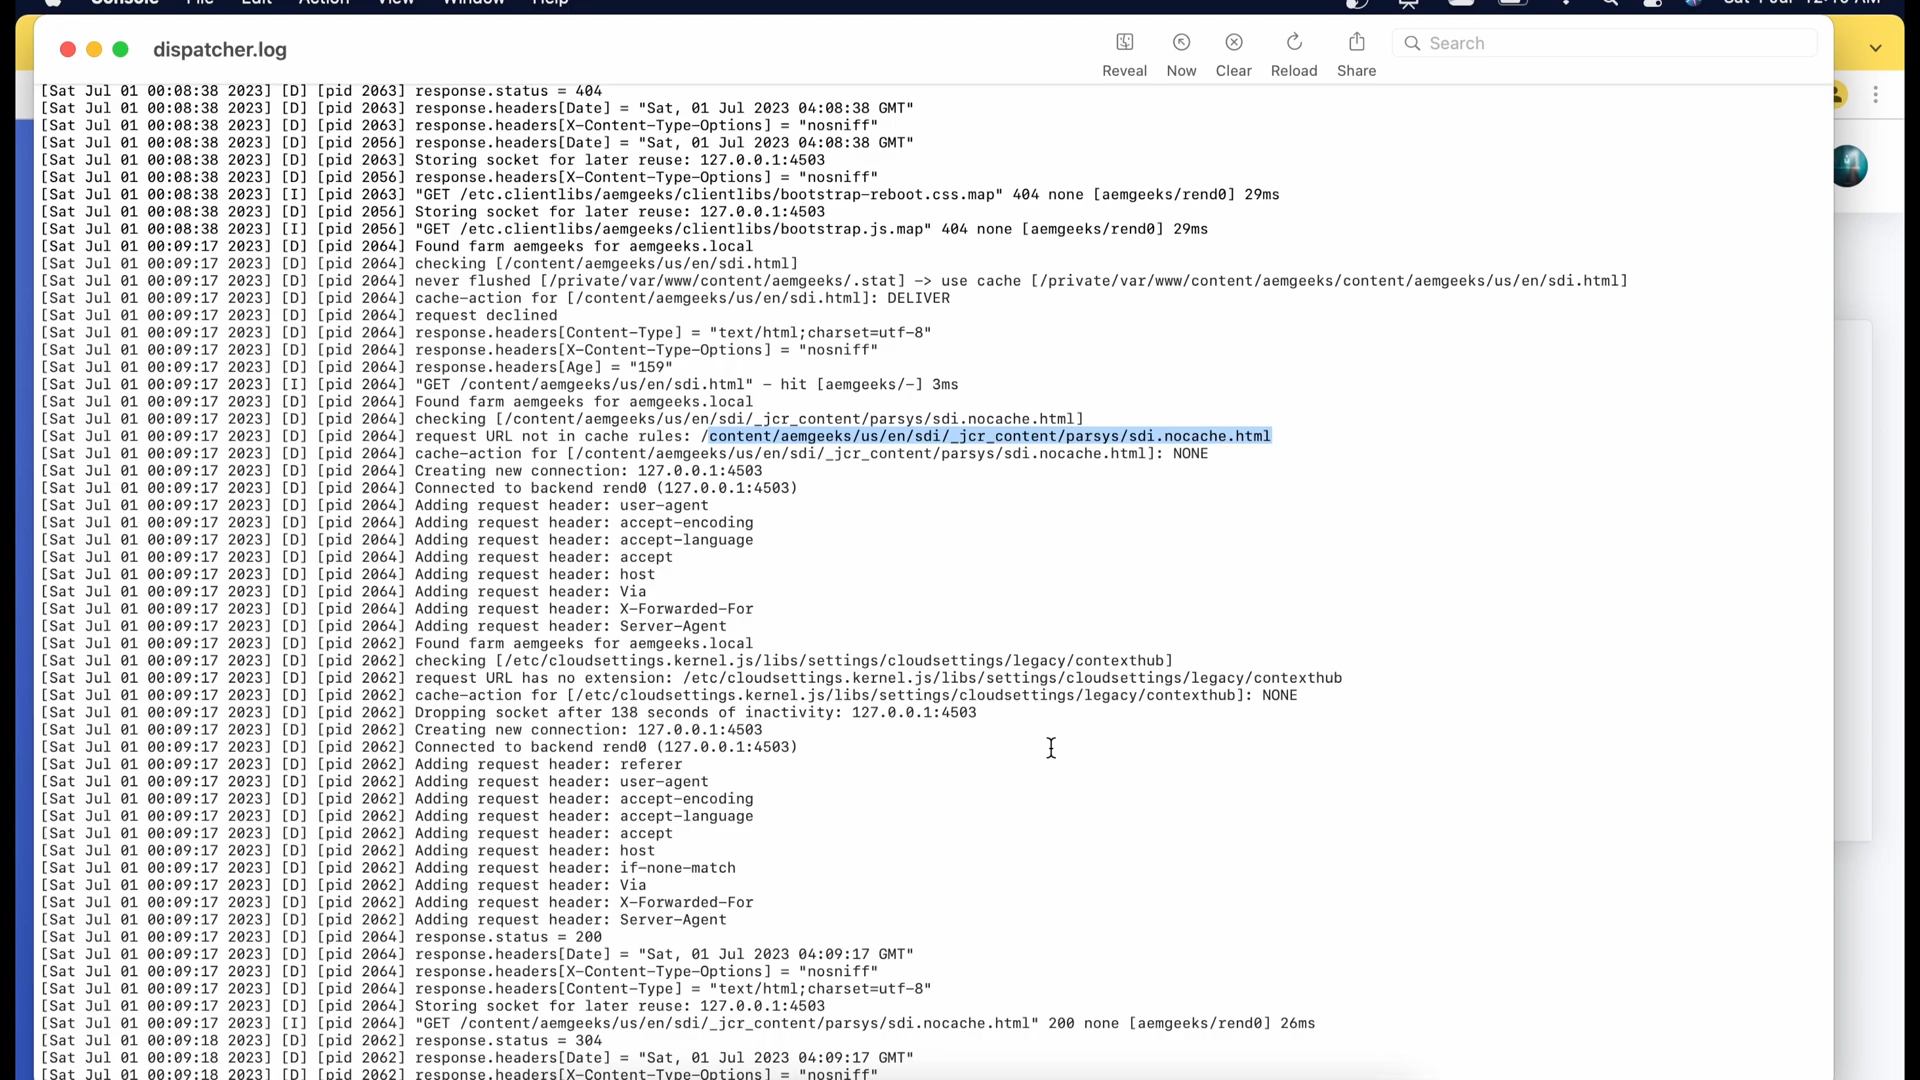 Console File Edit Action View Window Help
dispatcher.log
Reveal Now Clear Reload Share
Search
[Sat Jul 01 00:08:38 2023] [D] [pid 2063] response.status = 404
[Sat Jul 01 00:08:38 2023] [D] [pid 2063] response.headers[Date] = "Sat, 01 Jul 2023 04:08:38 GMT"
[Sat Jul 01 00:08:38 2023] [D] [pid 2063] response.headers[X-Content-Type-Options] = "nosniff"
[Sat Jul 01 00:08:38 2023] [D] [pid 2056] response.headers[Date] = "Sat, 01 Jul 2023 04:08:38 GMT"
[Sat Jul 01 00:08:38 2023] [D] [pid 2063] Storing socket for later reuse: 127.0.0.1:4503
[Sat Jul 01 00:08:38 2023] [D] [pid 2056] response.headers[X-Content-Type-Options] = "nosniff"
[Sat Jul 01 00:08:38 2023] [I] [pid 2063] "GET /etc.clientlibs/aemgeeks/clientlibs/bootstrap-reboot.css.map" 404 none [aemgeeks/rend0] 29ms
[Sat Jul 01 00:08:38 2023] [D] [pid 2056] Storing socket for later reuse: 127.0.0.1:4503
[Sat Jul 01 00:08:38 2023] [I] [pid 2056] "GET /etc.clientlibs/aemgeeks/clientlibs/bootstrap.js.map" 404 none [aemgeeks/rend0] 29ms
[Sat Jul 01 00:09:17 2023] [D] [pid 2064] Found farm aemgeeks for aemgeeks.local
[Sat Jul 01 00:09:17 2023] [D] [pid 2064] checking [/content/aemgeeks/us/en/sdi.html]
[Sat Jul 01 00:09:17 2023] [D] [pid 2064] never flushed [/private/var/www/content/aemgeeks/.stat] -> use cache [/private/var/www/content/aemgeeks/content/aemgeeks/us/en/sdi.html]
[Sat Jul 01 00:09:17 2023] [D] [pid 2064] cache-action for [/content/aemgeeks/us/en/sdi.html]: DELIVER
[Sat Jul 01 00:09:17 2023] [D] [pid 2064] request declined
[Sat Jul 01 00:09:17 2023] [D] [pid 2064] response.headers[Content-Type] = "text/html;charset=utf-8"
[Sat Jul 01 00:09:17 2023] [D] [pid 2064] response.headers[X-Content-Type-Options] = "nosniff"
[Sat Jul 01 00:09:17 2023] [D] [pid 2064] response.headers[Age] = "159"
[Sat Jul 01 00:09:17 2023] [I] [pid 2064] "GET /content/aemgeeks/us/en/sdi.html" - hit [aemgeeks/-] 3ms
[Sat Jul 01 00:09:17 2023] [D] [pid 2064] Found farm aemgeeks for aemgeeks.local
[Sat Jul 01 00:09:17 2023] [D] [pid 2064] checking [/content/aemgeeks/us/en/sdi/_jcr_content/parsys/sdi.nocache.html]
[Sat Jul 01 00:09:17 2023] [D] [pid 2064] request URL not in cache rules: /content/aemgeeks/us/en/sdi/_jcr_content/parsys/sdi.nocache.html
[Sat Jul 01 00:09:17 2023] [D] [pid 2064] cache-action for [/content/aemgeeks/us/en/sdi/_jcr_content/parsys/sdi.nocache.html]: NONE
[Sat Jul 01 00:09:17 2023] [D] [pid 2064] Creating new connection: 127.0.0.1:4503
[Sat Jul 01 00:09:17 2023] [D] [pid 2064] Connected to backend rend0 (127.0.0.1:4503)
[Sat Jul 01 00:09:17 2023] [D] [pid 2064] Adding request header: user-agent
[Sat Jul 01 00:09:17 2023] [D] [pid 2064] Adding request header: accept-encoding
[Sat Jul 01 00:09:17 2023] [D] [pid 2064] Adding request header: accept-language
[Sat Jul 01 00:09:17 2023] [D] [pid 2064] Adding request header: accept
[Sat Jul 01 00:09:17 2023] [D] [pid 2064] Adding request header: host
[Sat Jul 01 00:09:17 2023] [D] [pid 2064] Adding request header: Via
[Sat Jul 01 00:09:17 2023] [D] [pid 2064] Adding request header: X-Forwarded-For
[Sat Jul 01 00:09:17 2023] [D] [pid 2064] Adding request header: Server-Agent
[Sat Jul 01 00:09:17 2023] [D] [pid 2062] Found farm aemgeeks for aemgeeks.local
[Sat Jul 01 00:09:17 2023] [D] [pid 2062] checking [/etc/cloudsettings.kernel.js/libs/settings/cloudsettings/legacy/contexthub]
[Sat Jul 01 00:09:17 2023] [D] [pid 2062] request URL has no extension: /etc/cloudsettings.kernel.js/libs/settings/cloudsettings/legacy/contexthub
[Sat Jul 01 00:09:17 2023] [D] [pid 2062] cache-action for [/etc/cloudsettings.kernel.js/libs/settings/cloudsettings/legacy/contexthub]: NONE
[Sat Jul 01 00:09:17 2023] [D] [pid 2062] Dropping socket after 138 seconds of inactivity: 127.0.0.1:4503
[Sat Jul 01 00:09:17 2023] [D] [pid 2062] Creating new connection: 127.0.0.1:4503
[Sat Jul 01 00:09:17 2023] [D] [pid 2062] Connected to backend rend0 (127.0.0.1:4503)
[Sat Jul 01 00:09:17 2023] [D] [pid 2062] Adding request header: referer
[Sat Jul 01 00:09:17 2023] [D] [pid 2062] Adding request header: user-agent
[Sat Jul 01 00:09:17 2023] [D] [pid 2062] Adding request header: accept-encoding
[Sat Jul 01 00:09:17 2023] [D] [pid 2062] Adding request header: accept-language
[Sat Jul 01 00:09:17 2023] [D] [pid 2062] Adding request header: accept
[Sat Jul 01 00:09:17 2023] [D] [pid 2062] Adding request header: host
[Sat Jul 01 00:09:17 2023] [D] [pid 2062] Adding request header: if-none-match
[Sat Jul 01 00:09:17 2023] [D] [pid 2062] Adding request header: Via
[Sat Jul 01 00:09:17 2023] [D] [pid 2062] Adding request header: X-Forwarded-For
[Sat Jul 01 00:09:17 2023] [D] [pid 2062] Adding request header: Server-Agent
[Sat Jul 01 00:09:17 2023] [D] [pid 2064] response.status = 200
[Sat Jul 01 00:09:17 2023] [D] [pid 2064] response.headers[Date] = "Sat, 01 Jul 2023 04:09:17 GMT"
[Sat Jul 01 00:09:17 2023] [D] [pid 2064] response.headers[X-Content-Type-Options] = "nosniff"
[Sat Jul 01 00:09:17 2023] [D] [pid 2064] response.headers[Content-Type] = "text/html;charset=utf-8"
[Sat Jul 01 00:09:17 2023] [D] [pid 2064] Storing socket for later reuse: 127.0.0.1:4503
[Sat Jul 01 00:09:17 2023] [I] [pid 2064] "GET /content/aemgeeks/us/en/sdi/_jcr_content/parsys/sdi.nocache.html" 200 none [aemgeeks/rend0] 26ms
[Sat Jul 01 00:09:18 2023] [D] [pid 2062] response.status = 304
[Sat Jul 01 00:09:18 2023] [D] [pid 2062] response.headers[Date] = "Sat, 01 Jul 2023 04:09:17 GMT"
[Sat Jul 01 00:09:18 2023] [D] [pid 2062] response.headers[X-Content-Type-Options] = "nosniff"